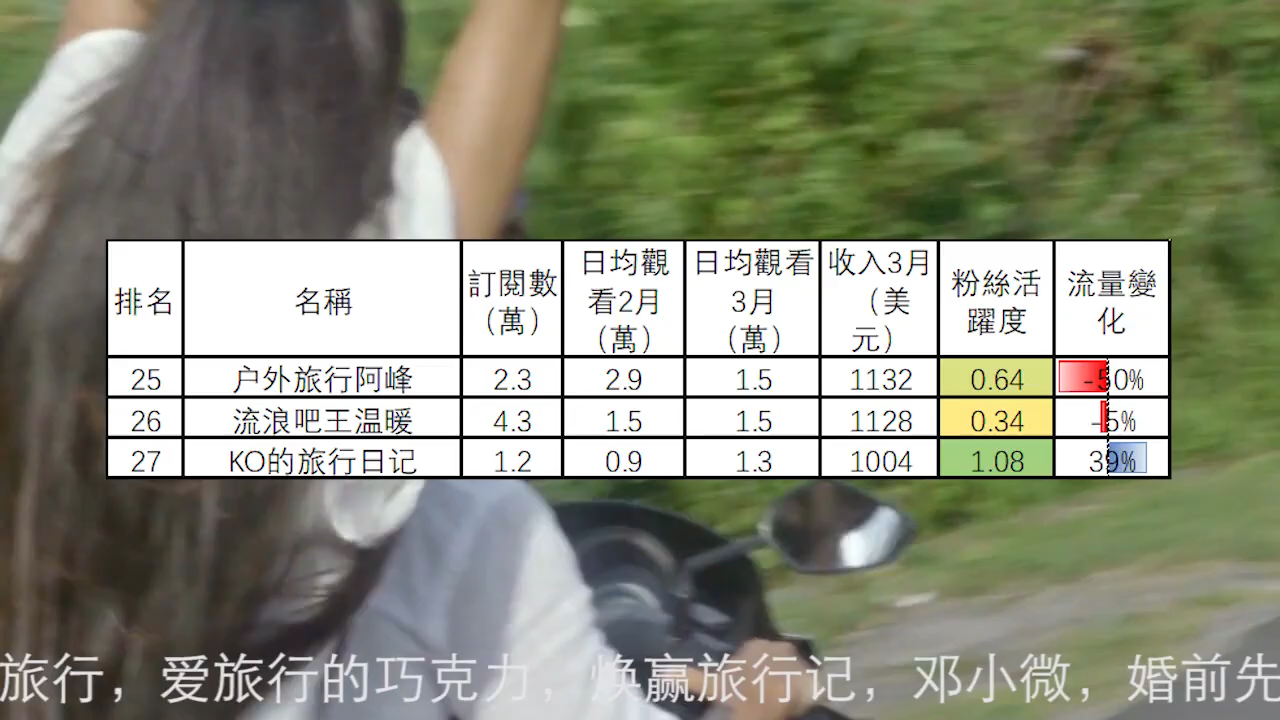 排名 名稱 訂閱數（萬） 日均觀看2月（萬） 日均觀看3月（萬） 收入3月（美元） 粉絲活躍度 流量變化
25 户外旅行阿峰 2.3 2.9 1.5 1132 0.64 -50%
26 流浪吧王温暖 4.3 1.5 1.5 1128 0.34 -5%
27 KO的旅行日记 1.2 0.9 1.3 1004 1.08 39%
旅行，爱旅行的巧克力，焕赢旅行记，邓小微，婚前先